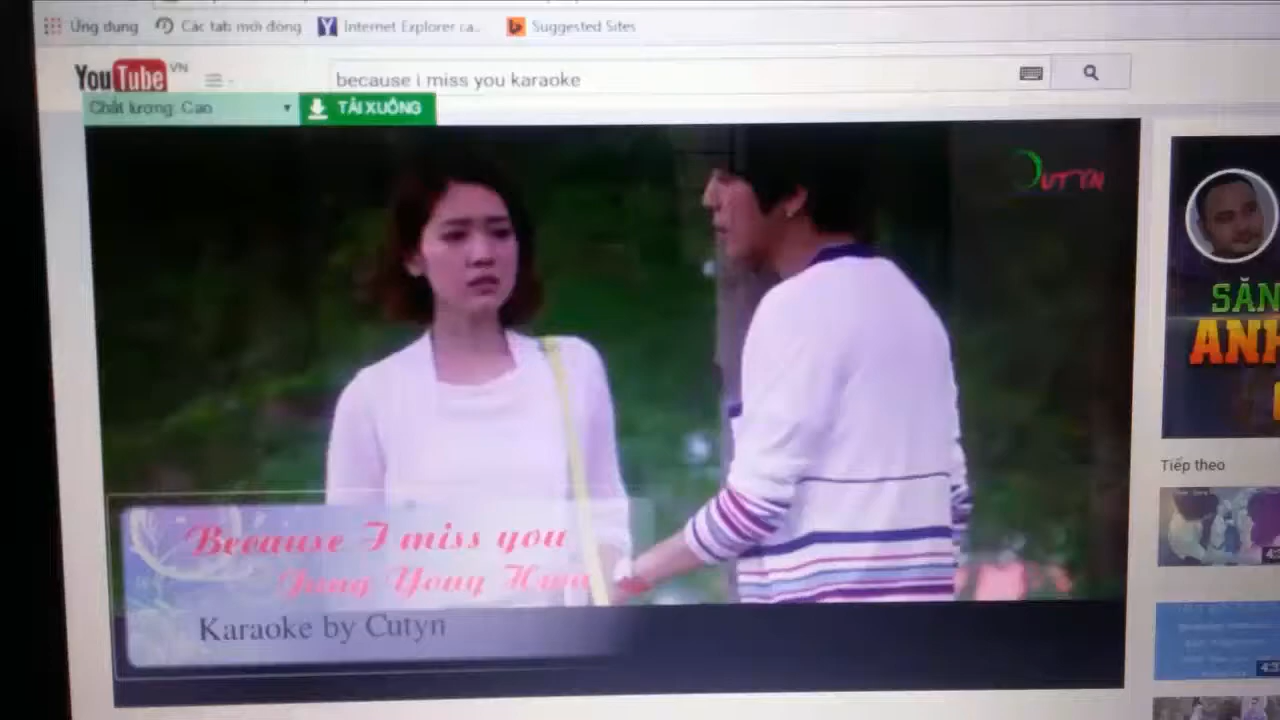 Ứng dụng
Các tab mới đóng
Internet Explorer ca..
Suggested Sites
YouTube VN
because i miss you karaoke
Chất lượng: Cao
TẢI XUỐNG
CUTYN
SĂN
ANH
Tiếp theo
Because I miss you
Jung Yong Hwa
Karaoke by Cutyn